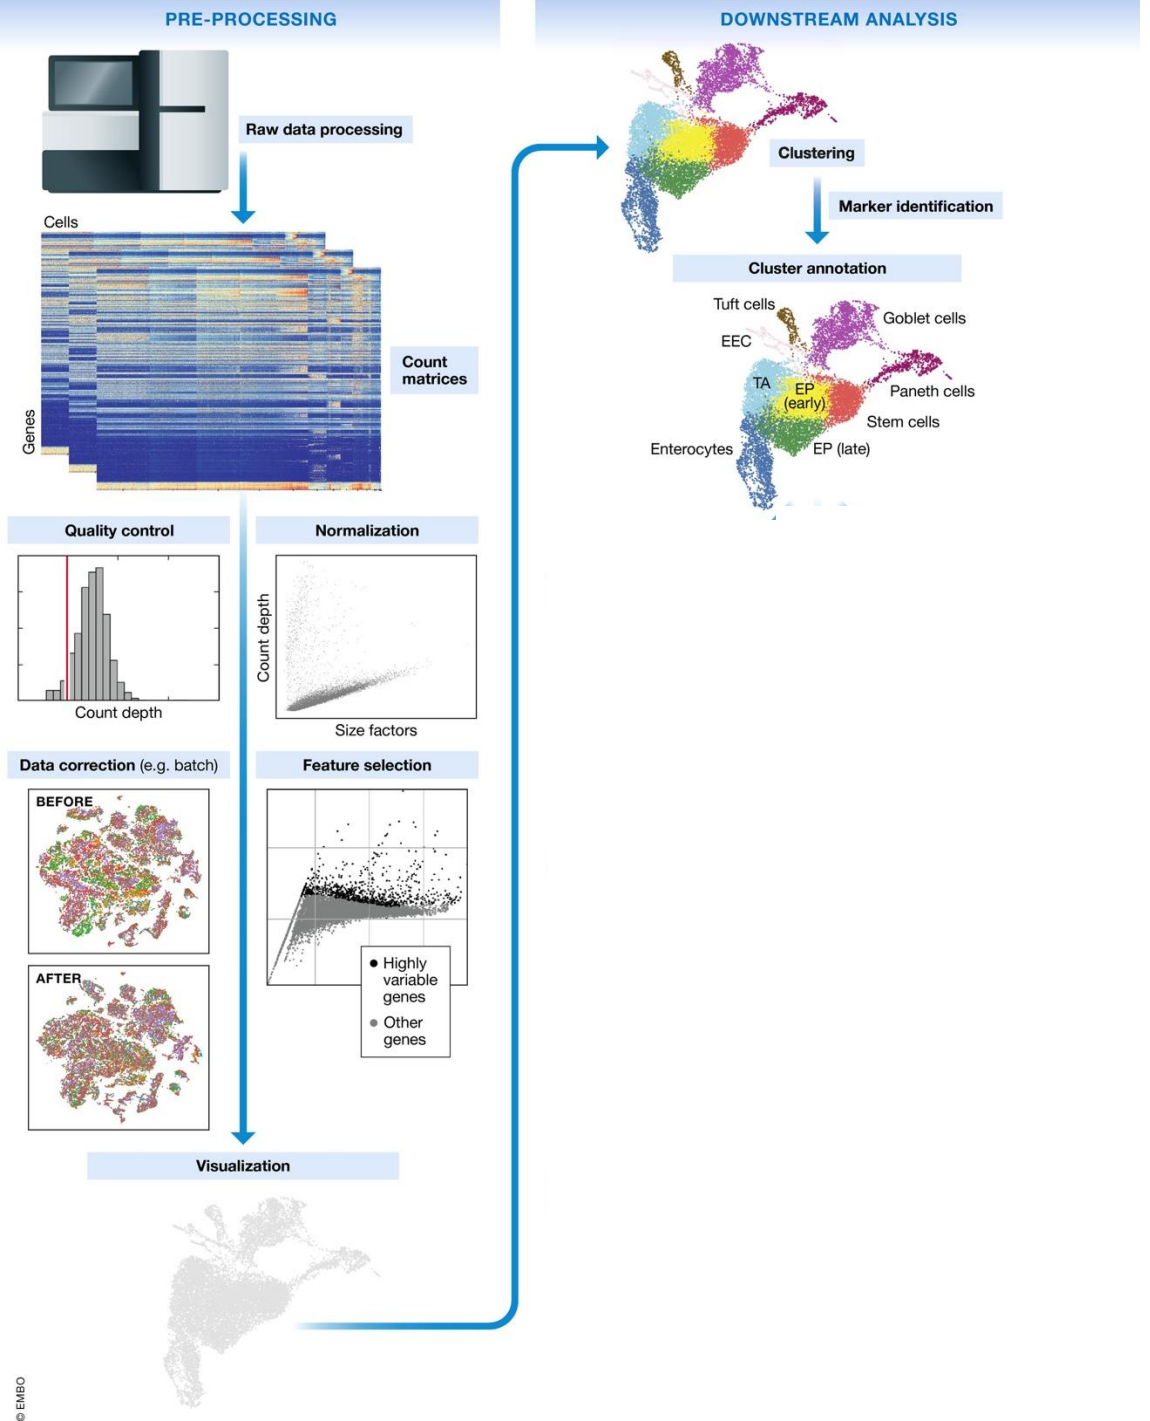 PRE-PROCESSING
Raw data processing
Cells
Genes
Count
matrices
Quality control
Count depth
Normalization
Count depth
Size factors
Data correction (e.g. batch)
BEFORE
AFTER
Feature selection
Highly
variable
genes
Other
genes
Visualization
© EMBO
DOWNSTREAM ANALYSIS
Clustering
Marker identification
Cluster annotation
Tuft cells
Goblet cells
EEC
TA
EP
(early)
Paneth cells
Stem cells
Enterocytes
EP (late)